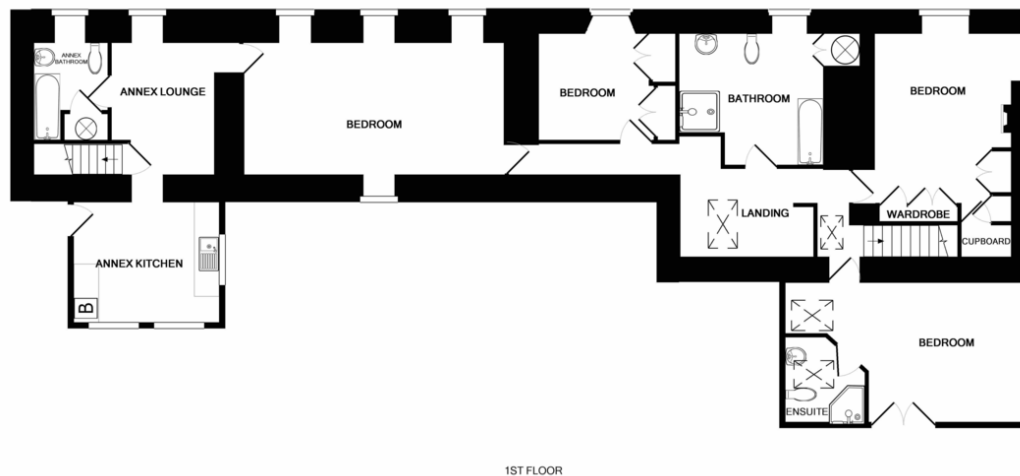 ANNEX
BATHROOM
ANNEX LOUNGE
BEDROOM
BEDROOM
BATHROOM
BEDROOM
WARDROBE
LANDING
CUPBOARD
ANNEX KITCHEN
B
BEDROOM
ENSUITE
1ST FLOOR